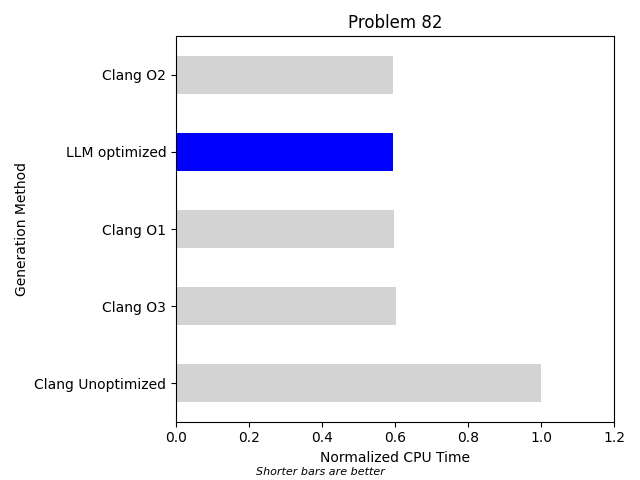 Problem 82
Clang O2
LLM optimized
Clang O1
Clang O3
Clang Unoptimized
Generation Method
0.0 0.2 0.4 0.6 0.8 1.0 1.2
Normalized CPU Time
Shorter bars are better